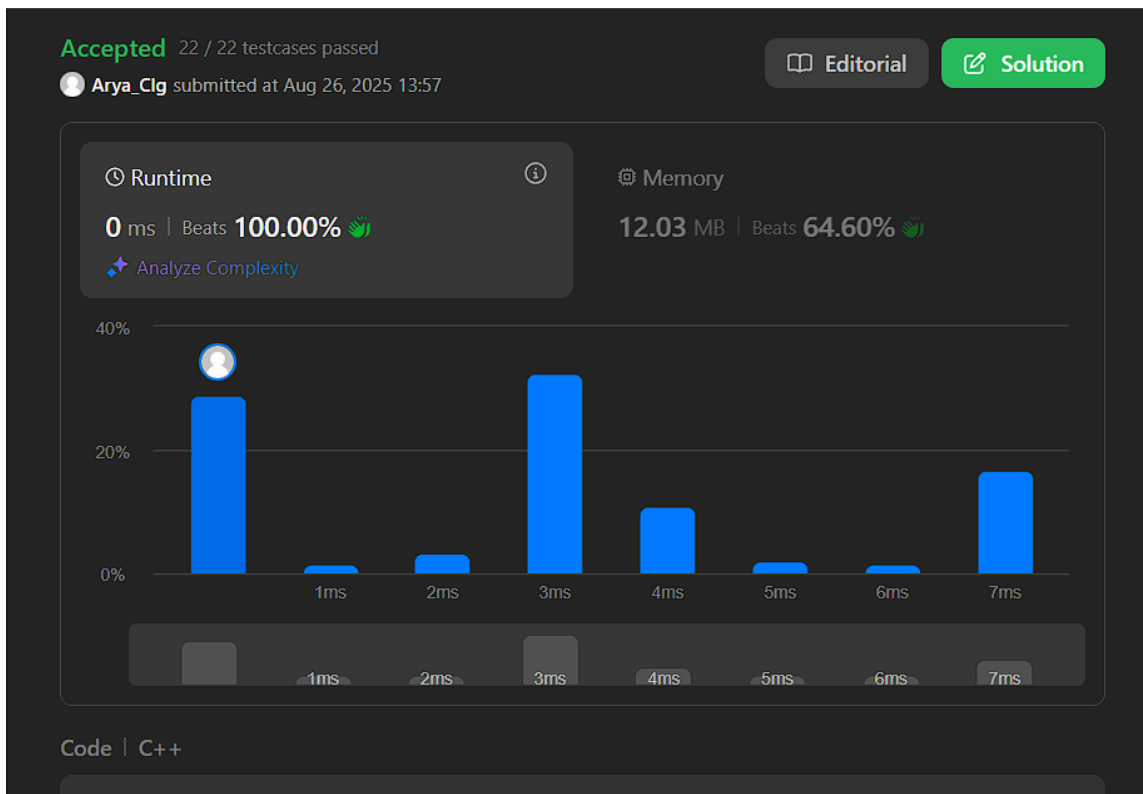 Accepted 22 / 22 testcases passed
Editorial
Solution
Arya_Clg submitted at Aug 26, 2025 13:57
Runtime
0 ms | Beats 100.00%
Analyze Complexity
Memory
12.03 MB | Beats 64.60%
40%
20%
0%
1ms 2ms 3ms 4ms 5ms 6ms 7ms
1ms 2ms 3ms 4ms 5ms 6ms 7ms
Code | C++